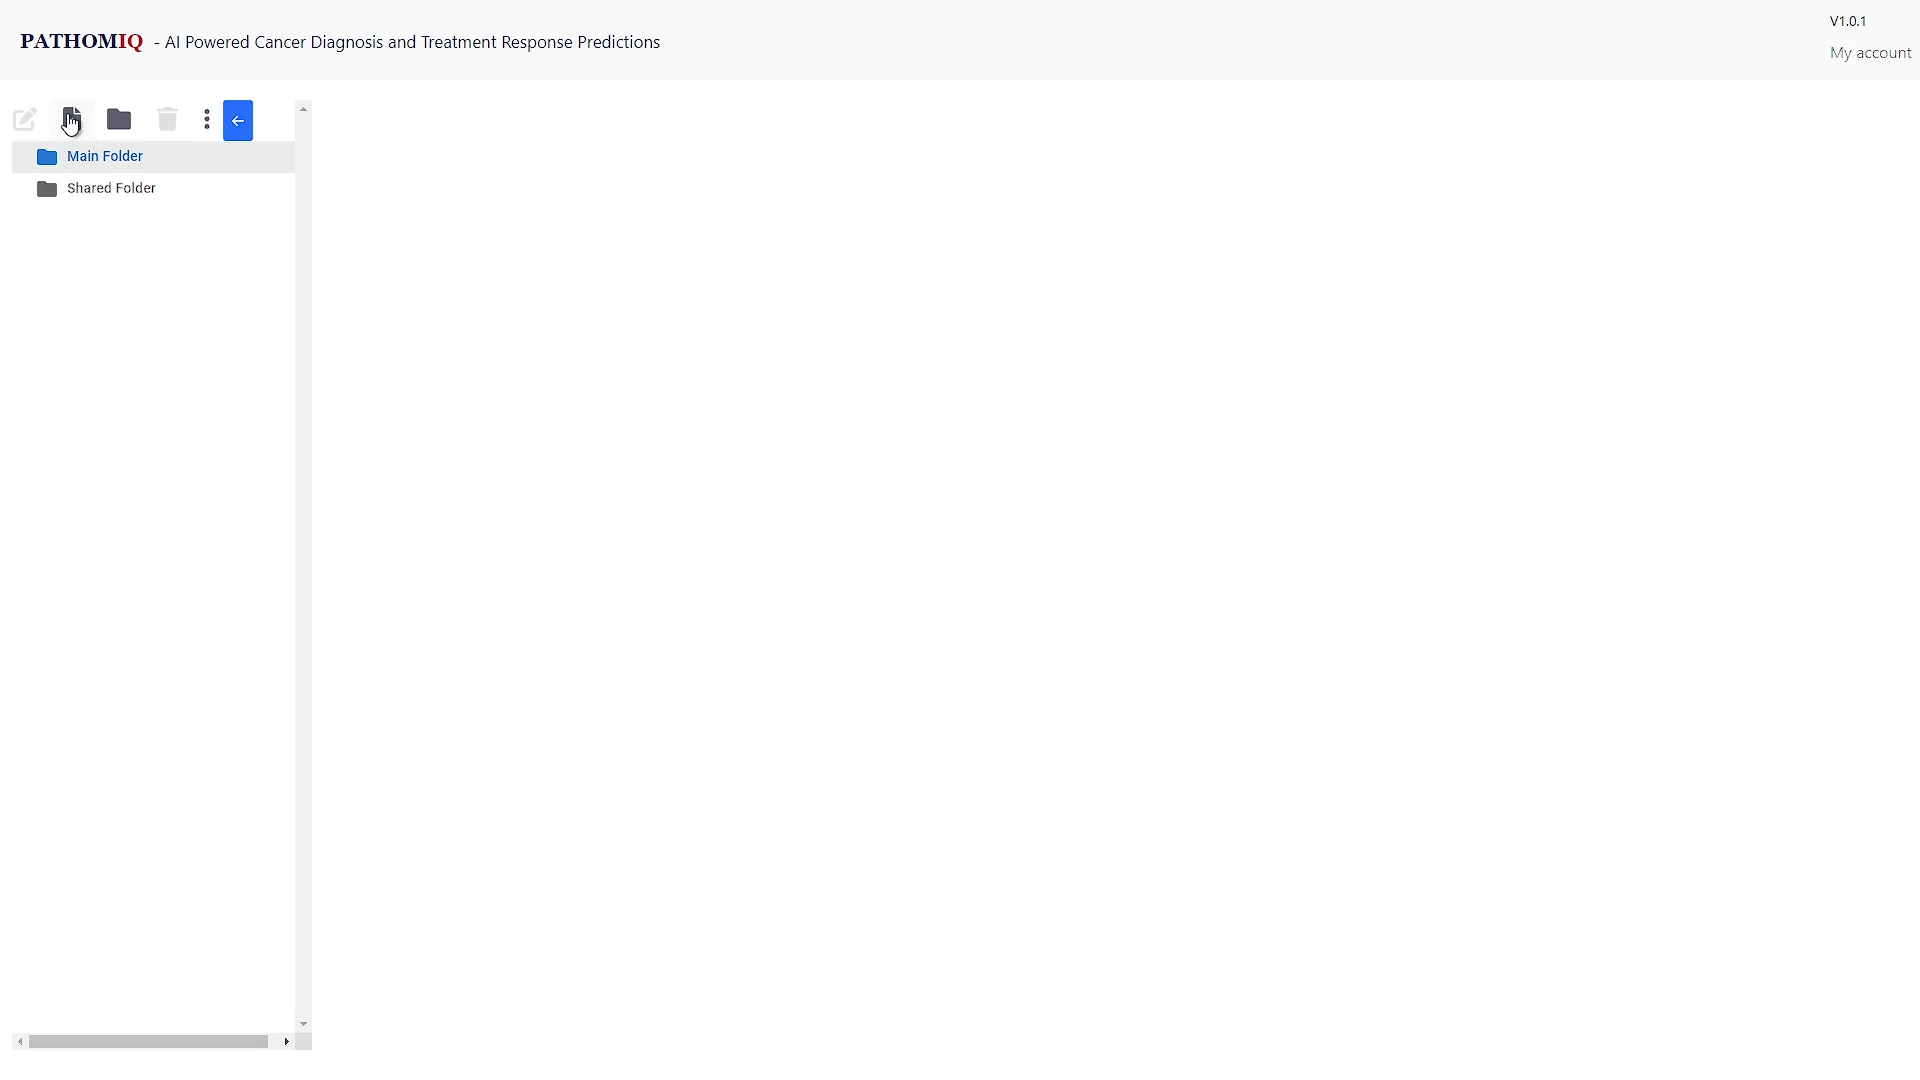 PATHOMIQ - AI Powered Cancer Diagnosis and Treatment Response Predictions
V1.0.1
My account
Main Folder
Shared Folder